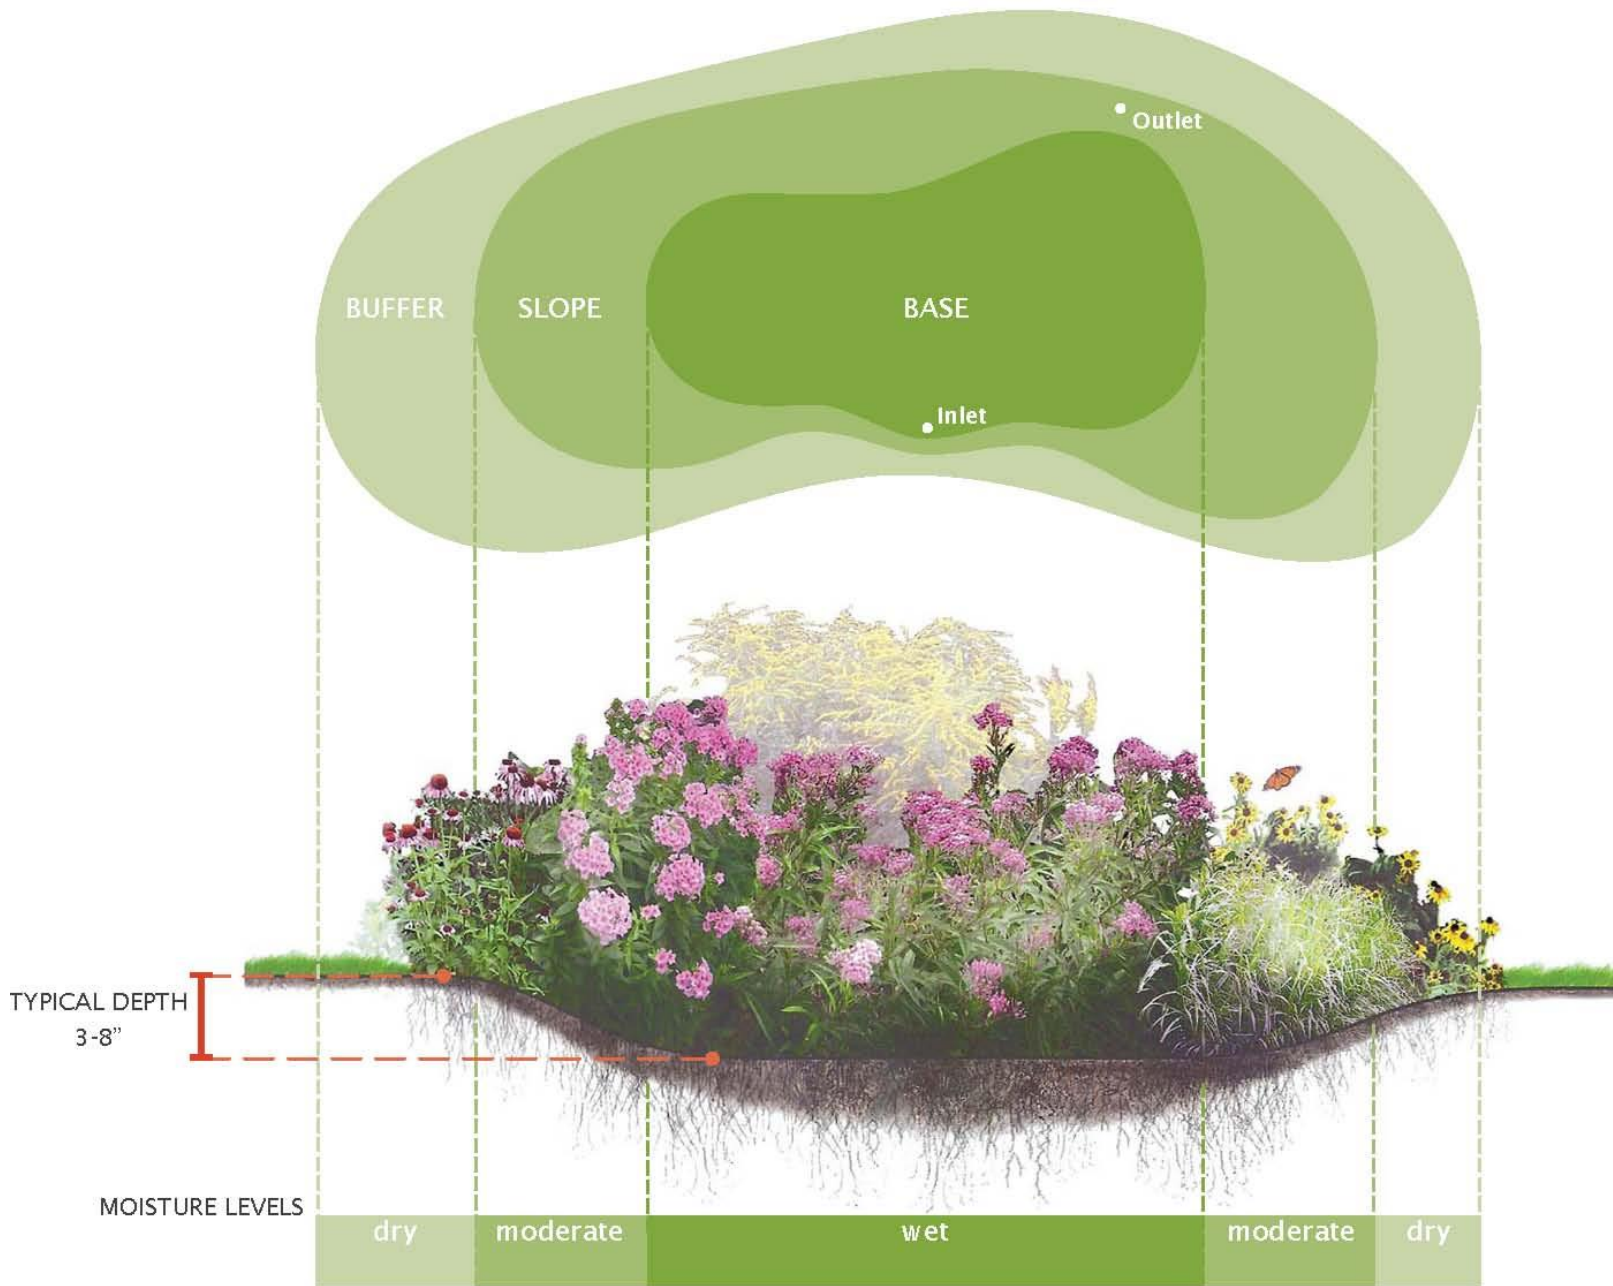 Outlet
BUFFER SLOPE BASE
Inlet
TYPICAL DEPTH
3-8”
MOISTURE LEVELS
dry moderate wet moderate dry